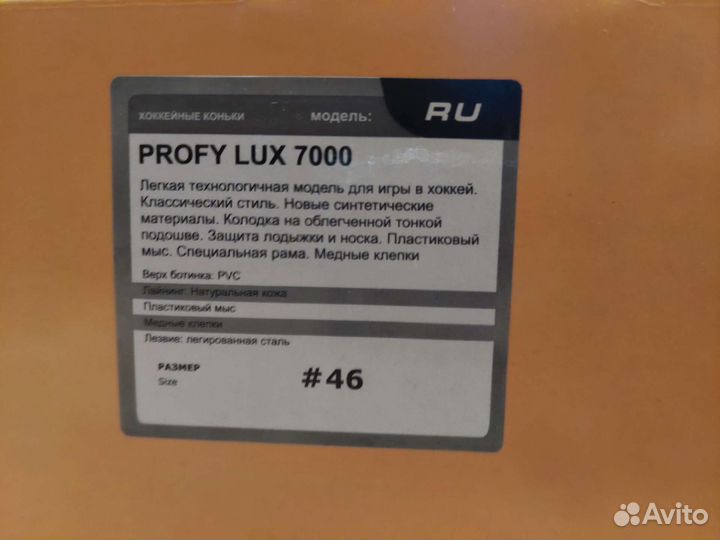 ХОККЕЙНЫЕ КОНЬКИ модель: RU
PROFY LUX 7000
Легкая технологичная модель для игры в хоккей.
Классический стиль. Новые синтетические
материалы. Колодка на облегченной тонкой
подошве. Защита лодыжки и носка. Пластиковый
мыс. Специальная рама. Медные клепки
Верх ботинка: PVC
Лайнинг: Натуральная кожа
Пластиковый мыс
Медные клепки
Лезвие: легированная сталь
РАЗМЕР
Size
#46
Avito